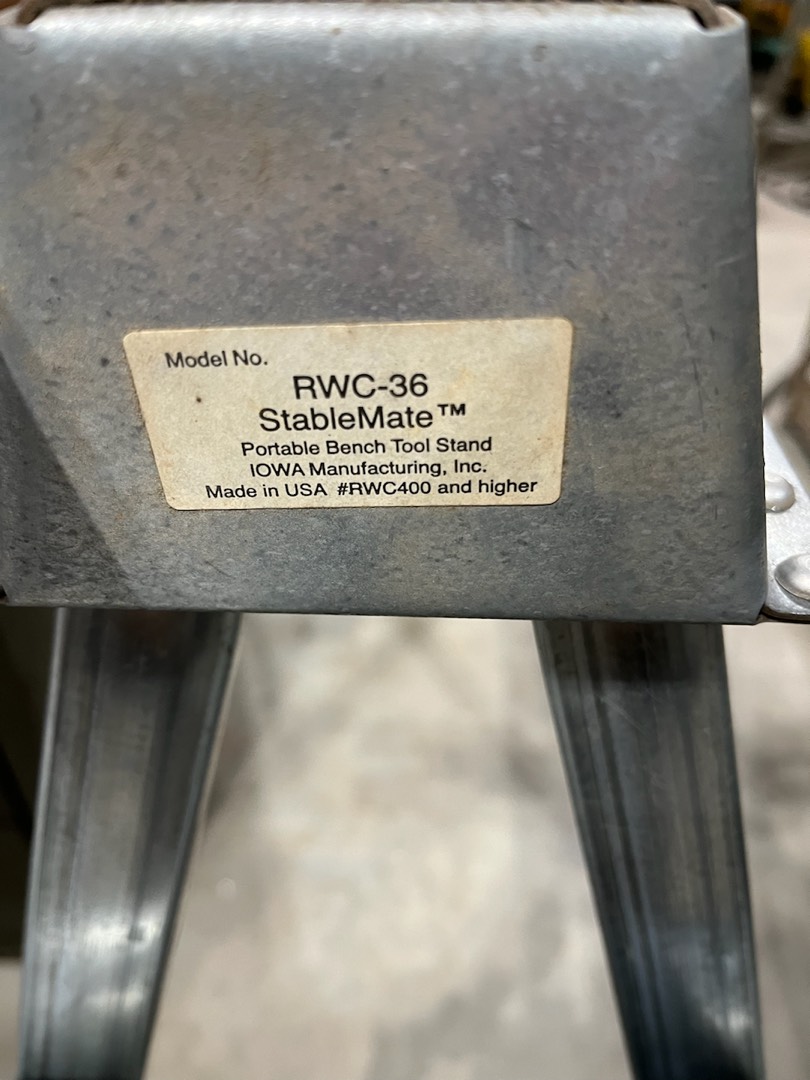 Model No.
RWC-36
StableMate™
Portable Bench Tool Stand
IOWA Manufacturing, Inc.
Made in USA #RWC400 and higher